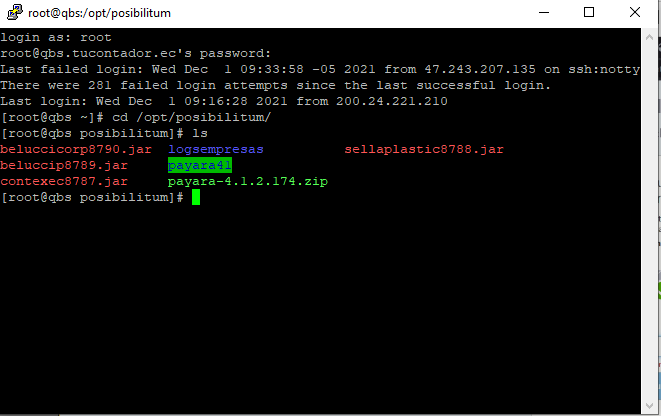 root@qbs:/opt/posibilitum
login as: root
root@qbs.tucontador.ec's password:
Last failed login: Wed Dec  1 09:33:58 -05 2021 from 47.243.207.135 on ssh:notty
There were 281 failed login attempts since the last successful login.
Last login: Wed Dec  1 09:16:28 2021 from 200.24.221.210
[root@qbs ~]# cd /opt/posibilitum/
[root@qbs posibilitum]# ls
beluccicorp8790.jar  logsempresas          sellaplastic8788.jar
beluccip8789.jar     payara41
contexec8787.jar     payara-4.1.2.174.zip
[root@qbs posibilitum]#